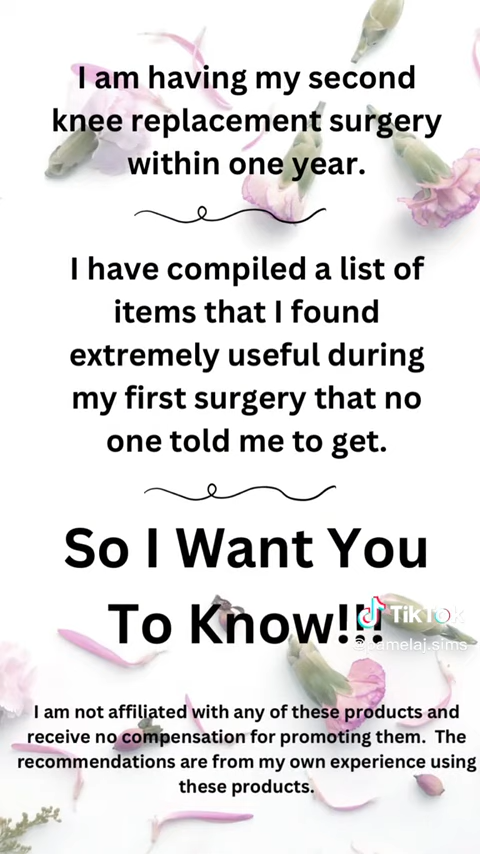 I am having my second
knee replacement surgery
within one year.
I have compiled a list of
items that I found
extremely useful during
my first surgery that no
one told me to get.
So I Want You
To Know!!!
TikTok
@pamelaj.sims
I am not affiliated with any of these products and
receive no compensation for promoting them. The
recommendations are from my own experience using
these products.